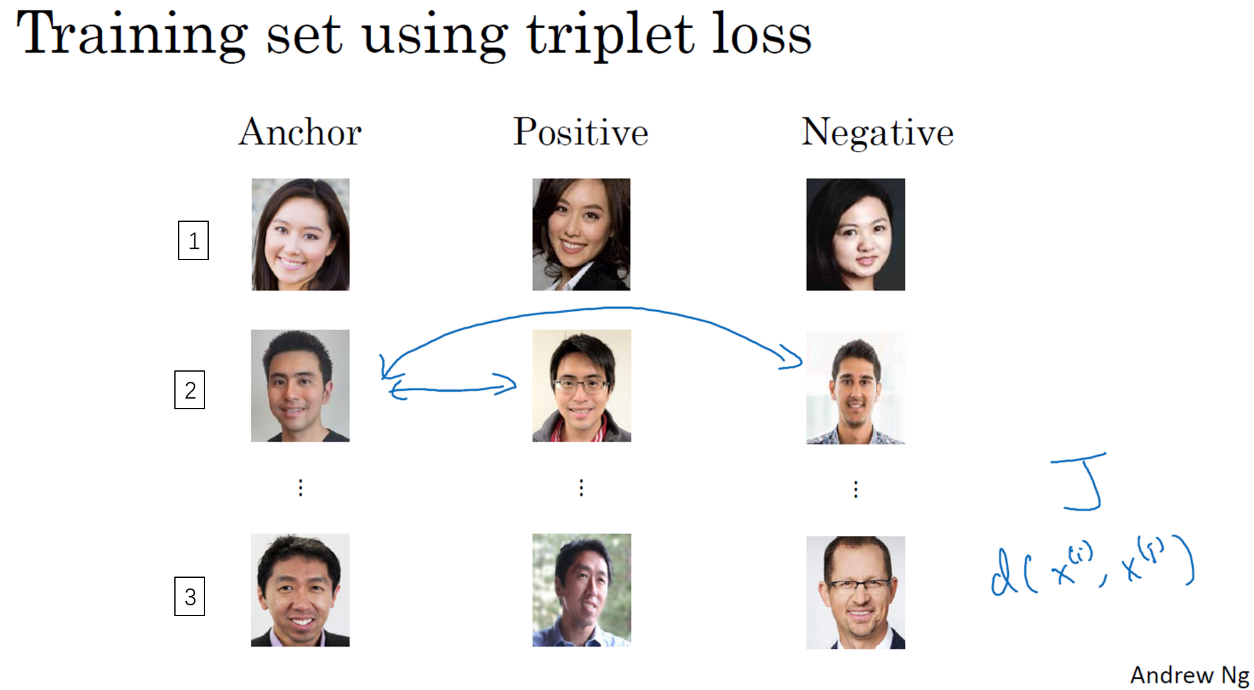 Training set using triplet loss
Anchor Positive Negative
1
2
⋮ ⋮ ⋮
J
d(x^(i), x^(j))
3
Andrew Ng